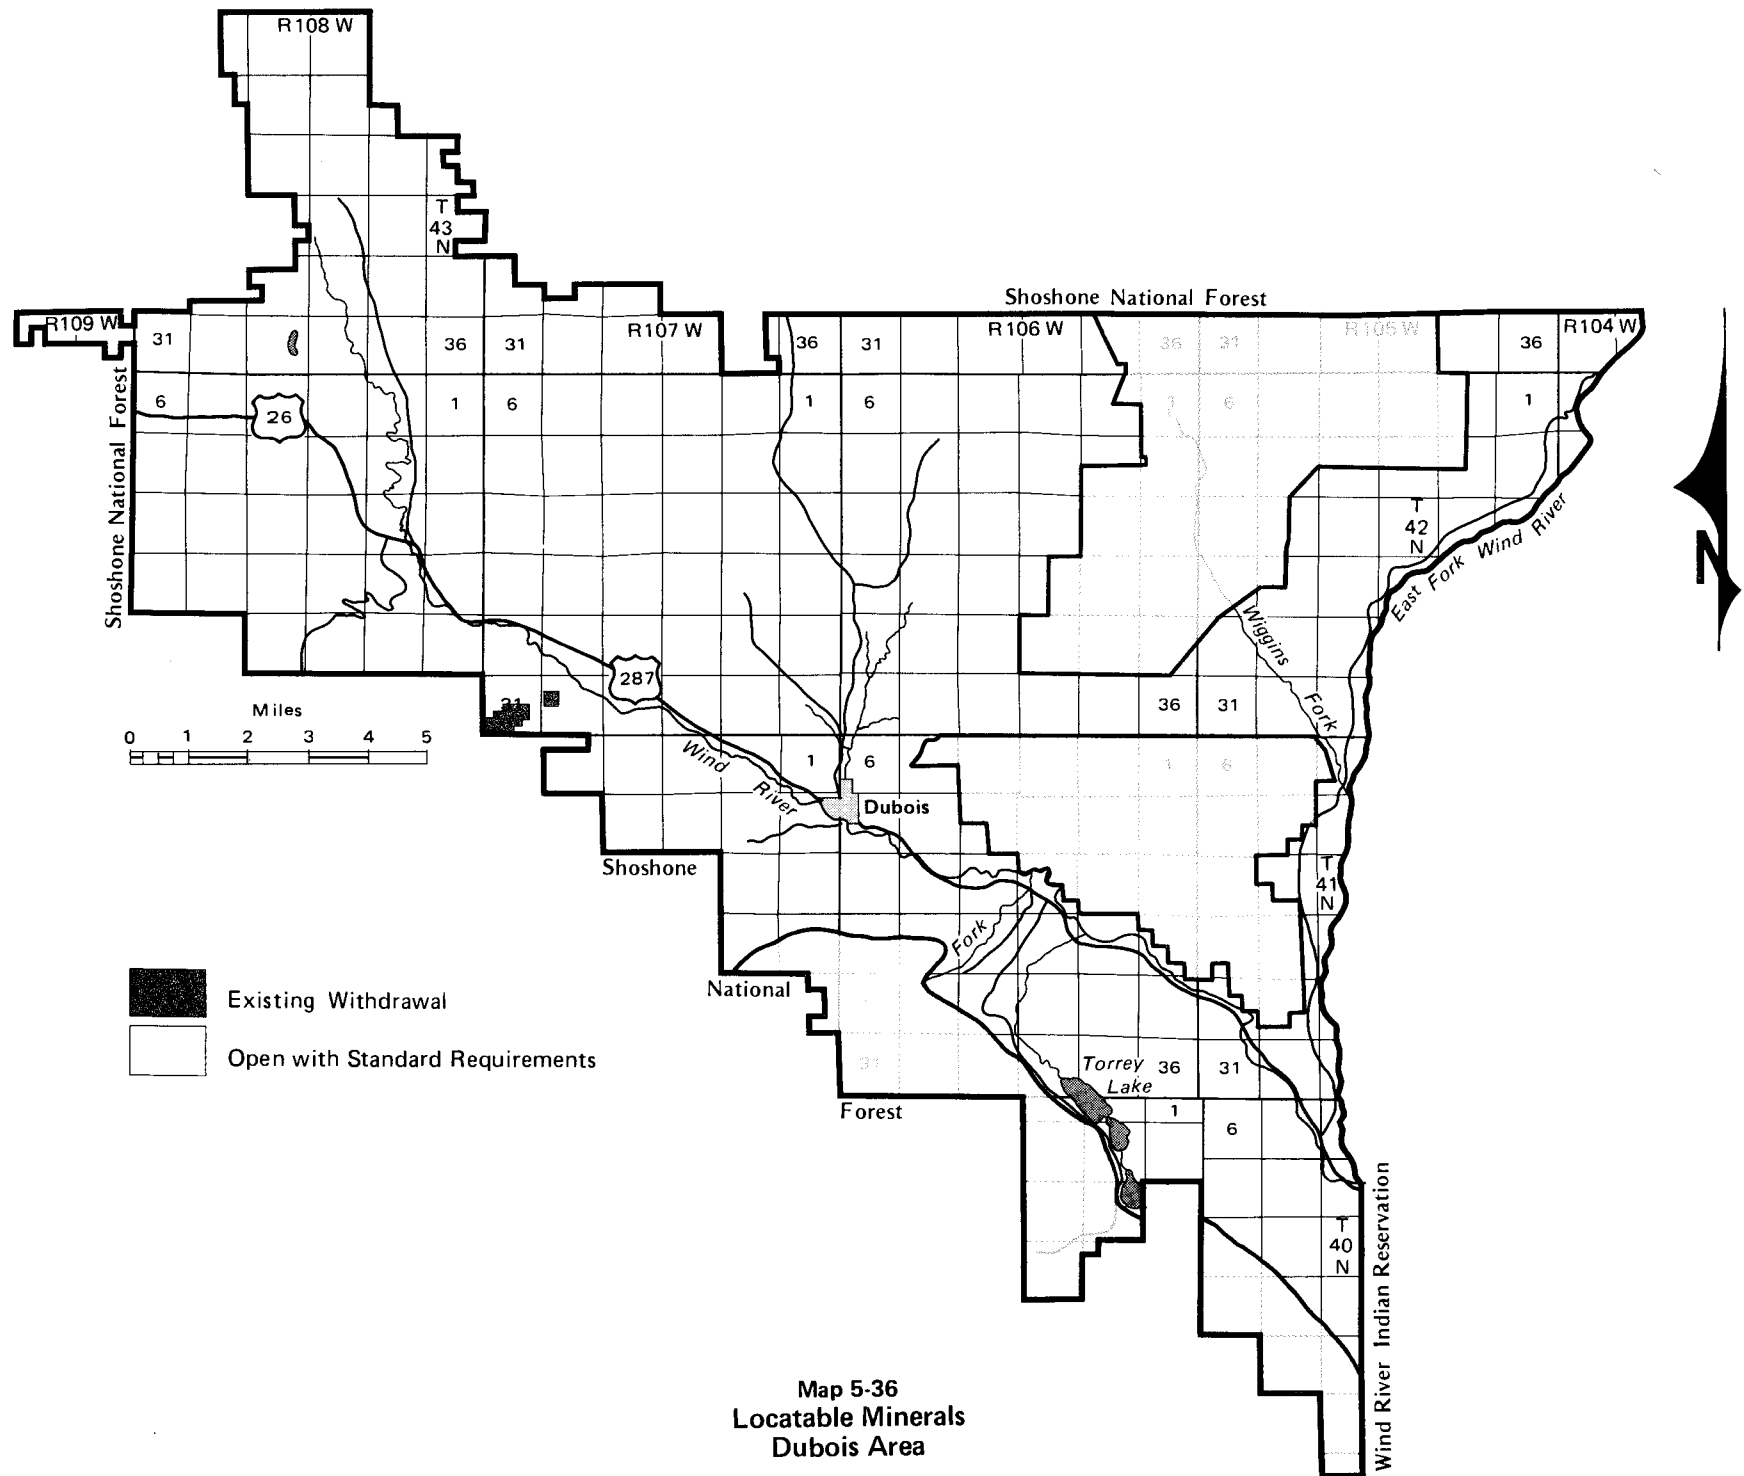 R108 W
T
43
N
Shoshone National Forest
R109 W
31
36
31
R107 W
36
31
R106 W
36
31
R105 W
36
R104 W
6
26
1
6
1
6
1
6
1
Shoshone National Forest
T
42
N
East Fork Wind River
N
Wiggins
Fork
287
31
36
31
Miles
0 1 2 3 4 5
Wind
River
1
6
1
6
Dubois
Shoshone
T
41
N
Fork
National
Existing Withdrawal
Open with Standard Requirements
31
Torrey
Lake
36
31
Forest
1
6
T
40
N
Wind River Indian Reservation
Map 5-36
Locatable Minerals
Dubois Area